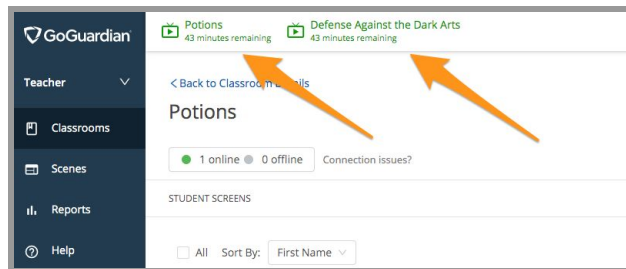 GoGuardian
Potions
43 minutes remaining
Defense Against the Dark Arts
43 minutes remaining
Teacher
Classrooms
Scenes
Reports
Help
< Back to Classroom Details
Potions
1 online 0 offline Connection issues?
STUDENT SCREENS
All Sort By: First Name